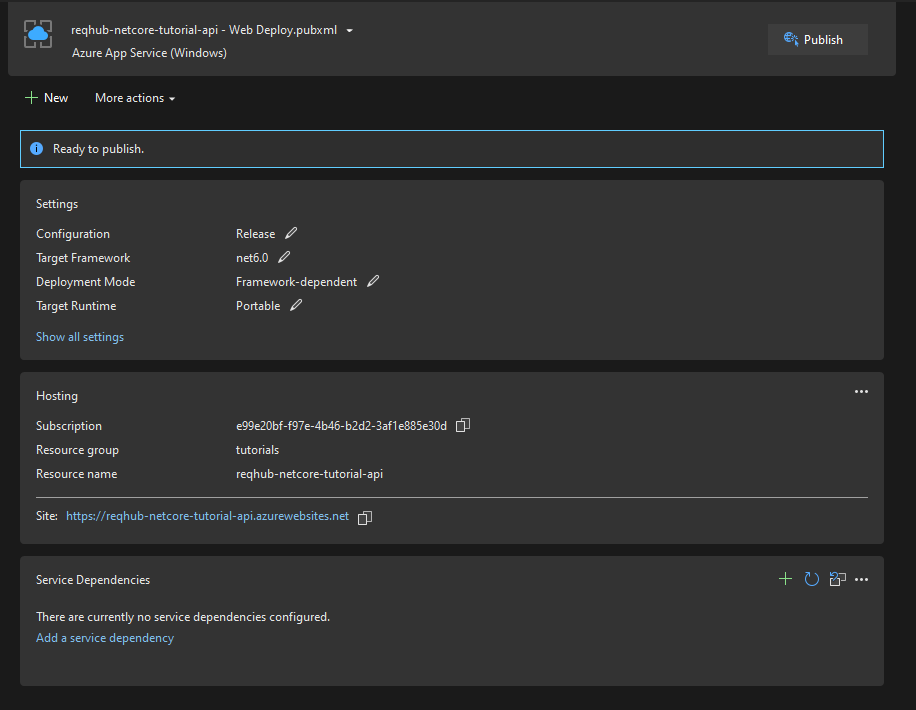 reqhub-netcore-tutorial-api - Web Deploy.pubxml
Azure App Service (Windows)
Publish
New More actions
Ready to publish.
Settings
Configuration Release
Target Framework net6.0
Deployment Mode Framework-dependent
Target Runtime Portable
Show all settings
Hosting
Subscription e99e20bf-f97e-4b46-b2d2-3af1e885e30d
Resource group tutorials
Resource name reqhub-netcore-tutorial-api
Site: https://reqhub-netcore-tutorial-api.azurewebsites.net
Service Dependencies
There are currently no service dependencies configured.
Add a service dependency